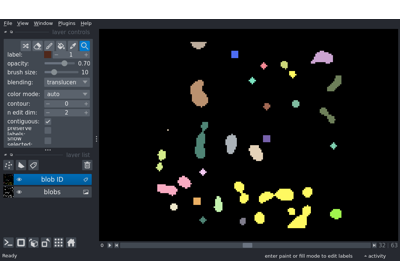 File View Window Plugins Help
layer controls
label: 1
opacity: 0.70
brush size: 10
blending: translucen
color mode: auto
contour: 0
n edit dim: 2
contiguous:
preserve labels:
show selected:
layer list
blob ID
blobs
32 63
enter paint or fill mode to edit labels activity